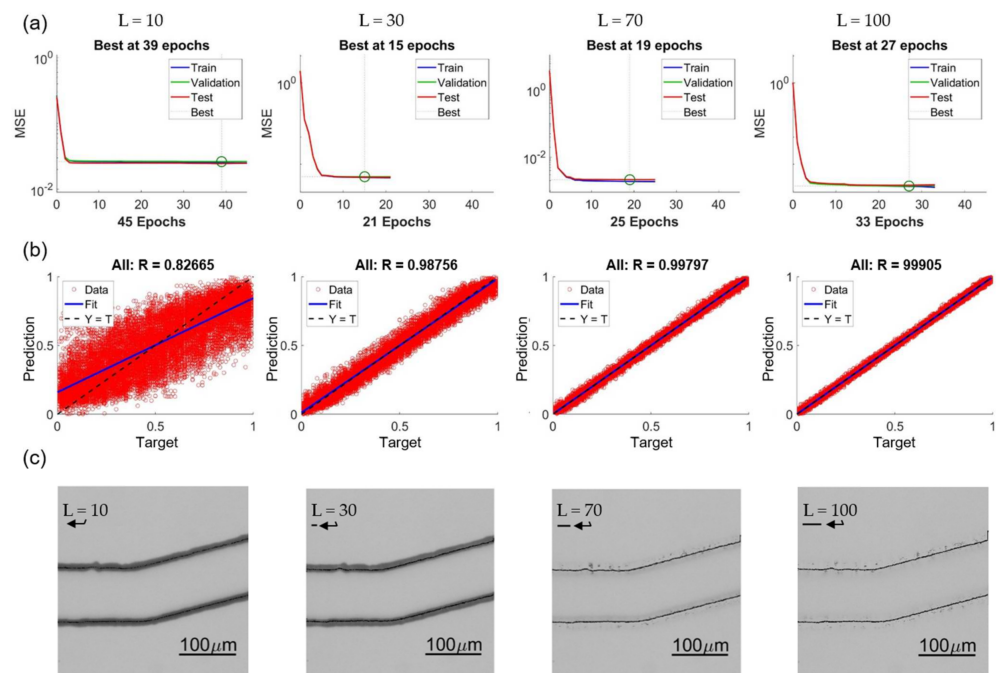 (a)
L = 10
L = 30
L = 70
L = 100
Best at 39 epochs
Best at 15 epochs
Best at 19 epochs
Best at 27 epochs
10^0
10^-2
MSE
Train
Validation
Test
Best
0 10 20 30 40
45 Epochs
10^0
MSE
Train
Validation
Test
Best
0 10 20 30 40
21 Epochs
10^0
10^-2
MSE
Train
Validation
Test
Best
0 10 20 30 40
25 Epochs
10^0
MSE
Train
Validation
Test
Best
0 10 20 30 40
33 Epochs
(b)
All: R = 0.82665
All: R = 0.98756
All: R = 0.99797
All: R = 99905
1
0.5
0
Prediction
Data
Fit
Y = T
0 0.5 1
Target
1
0.5
0
Prediction
Data
Fit
Y = T
0 0.5 1
Target
1
0.5
0
Prediction
Data
Fit
Y = T
0 0.5 1
Target
1
0.5
0
Prediction
Data
Fit
Y = T
0 0.5 1
Target
(c)
L = 10
L = 30
L = 70
L = 100
100μm
100μm
100μm
100μm